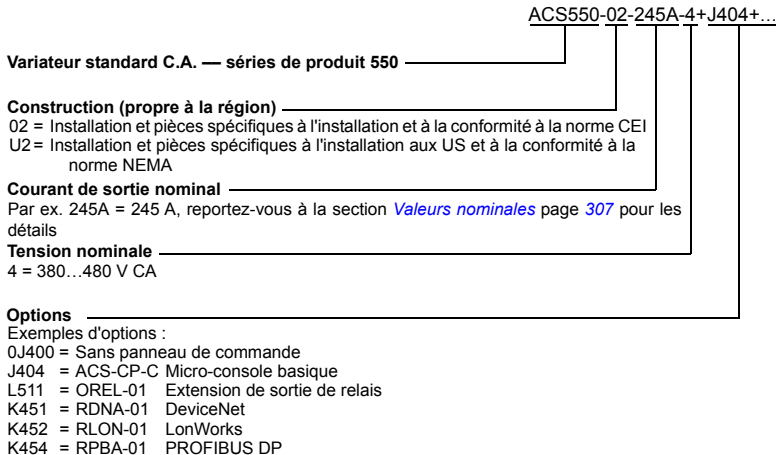 ACS550-02-245A-4+J404+...
Variateur standard C.A. — séries de produit 550
Construction (propre à la région)
02 = Installation et pièces spécifiques à l'installation et à la conformité à la norme CEI
U2 = Installation et pièces spécifiques à l'installation aux US et à la conformité à la
norme NEMA
Courant de sortie nominal
Par ex. 245A = 245 A, reportez-vous à la section Valeurs nominales page 307 pour les
détails
Tension nominale
4 = 380…480 V CA
Options
Exemples d'options :
0J400 = Sans panneau de commande
J404 = ACS-CP-C Micro-console basique
L511 = OREL-01 Extension de sortie de relais
K451 = RDNA-01 DeviceNet
K452 = RLON-01 LonWorks
K454 = RPBA-01 PROFIBUS DP